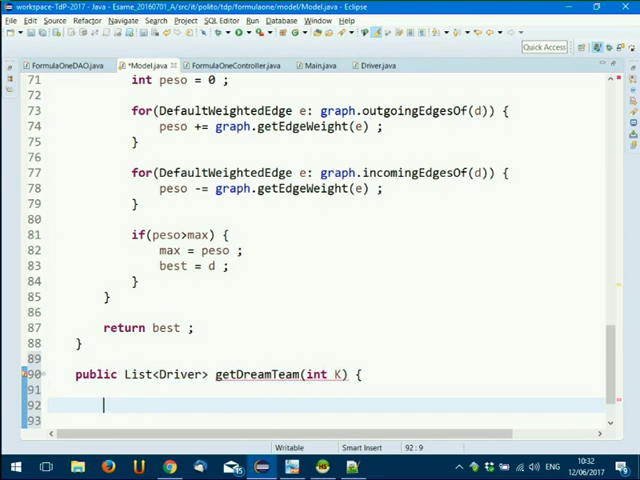 workspace-TdP-2017 - Java - Esame_20160701_A/src/it/polito/tdp/formulaone/model/Model.java - Eclipse
File Edit Source Refactor Navigate Search Project SQL Editor Run Database Window Help
Quick Access
FormulaOneDAO.java *Model.java FormulaOneController.java Main.java Driver.java
71 int peso = 0 ;
72
73 for(DefaultWeightedEdge e: graph.outgoingEdgesOf(d)) {
74 peso += graph.getEdgeWeight(e) ;
75 }
76
77 for(DefaultWeightedEdge e: graph.incomingEdgesOf(d)) {
78 peso -= graph.getEdgeWeight(e) ;
79 }
80
81 if(peso>max) {
82 max = peso ;
83 best = d ;
84 }
85 }
86
87 return best ;
88 }
89
90 public List<Driver> getDreamTeam(int K) {
91
92
93
Writable Smart Insert 92 : 9
ENG 10:32
12/06/2017